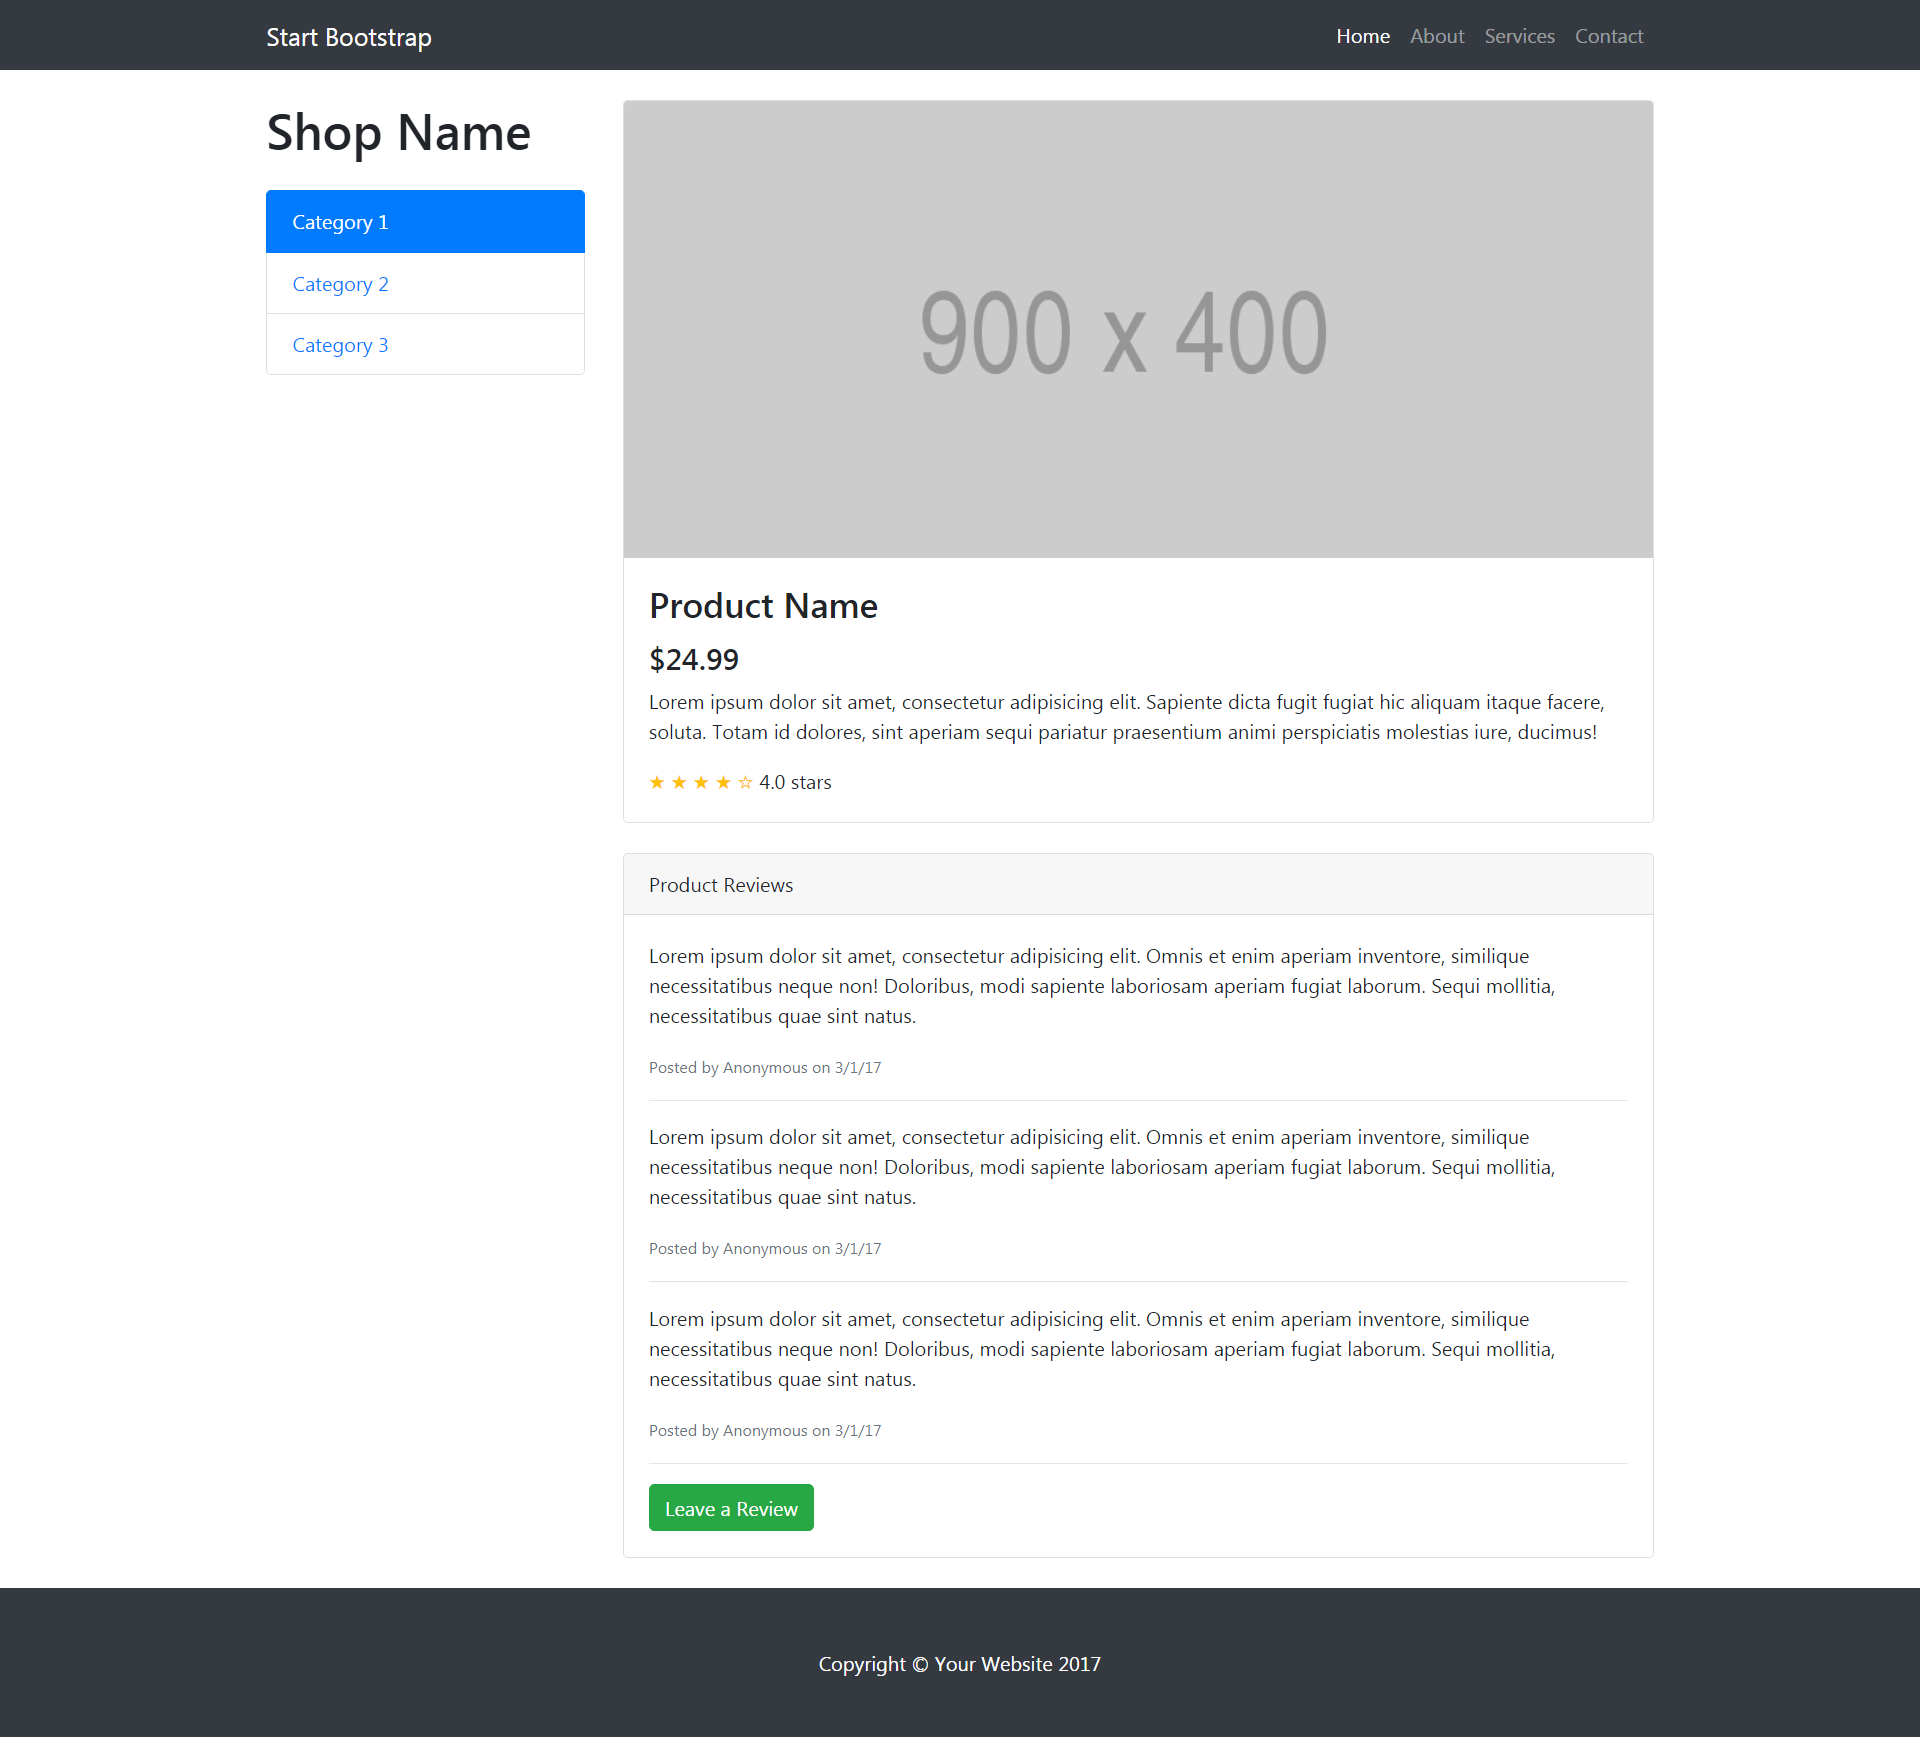 Start Bootstrap
Home About Services Contact
Shop Name
Category 1
Category 2
Category 3
900 x 400
Product Name
$24.99
Lorem ipsum dolor sit amet, consectetur adipisicing elit. Sapiente dicta fugit fugiat hic aliquam itaque facere,
soluta. Totam id dolores, sint aperiam sequi pariatur praesentium animi perspiciatis molestias iure, ducimus!
★ ★ ★ ★ ☆ 4.0 stars
Product Reviews
Lorem ipsum dolor sit amet, consectetur adipisicing elit. Omnis et enim aperiam inventore, similique
necessitatibus neque non! Doloribus, modi sapiente laboriosam aperiam fugiat laborum. Sequi mollitia,
necessitatibus quae sint natus.
Posted by Anonymous on 3/1/17
Lorem ipsum dolor sit amet, consectetur adipisicing elit. Omnis et enim aperiam inventore, similique
necessitatibus neque non! Doloribus, modi sapiente laboriosam aperiam fugiat laborum. Sequi mollitia,
necessitatibus quae sint natus.
Posted by Anonymous on 3/1/17
Lorem ipsum dolor sit amet, consectetur adipisicing elit. Omnis et enim aperiam inventore, similique
necessitatibus neque non! Doloribus, modi sapiente laboriosam aperiam fugiat laborum. Sequi mollitia,
necessitatibus quae sint natus.
Posted by Anonymous on 3/1/17
Leave a Review
Copyright © Your Website 2017